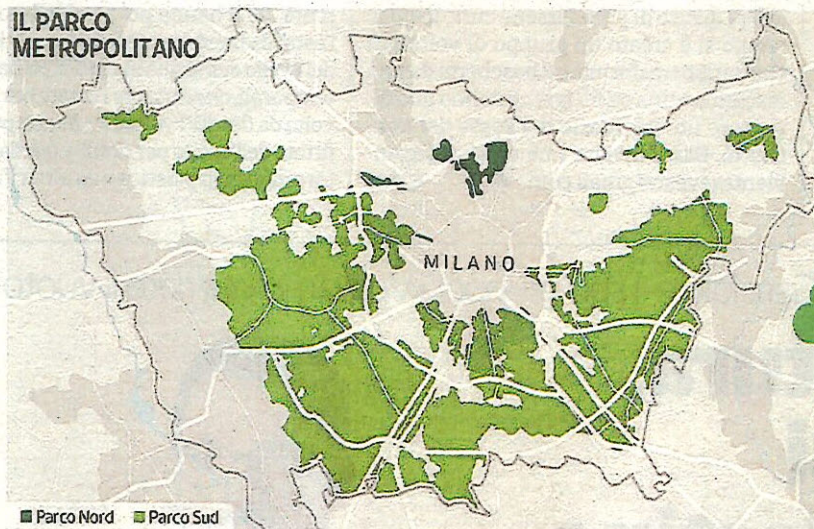 IL PARCO
METROPOLITANO
MILANO
Parco Nord Parco Sud